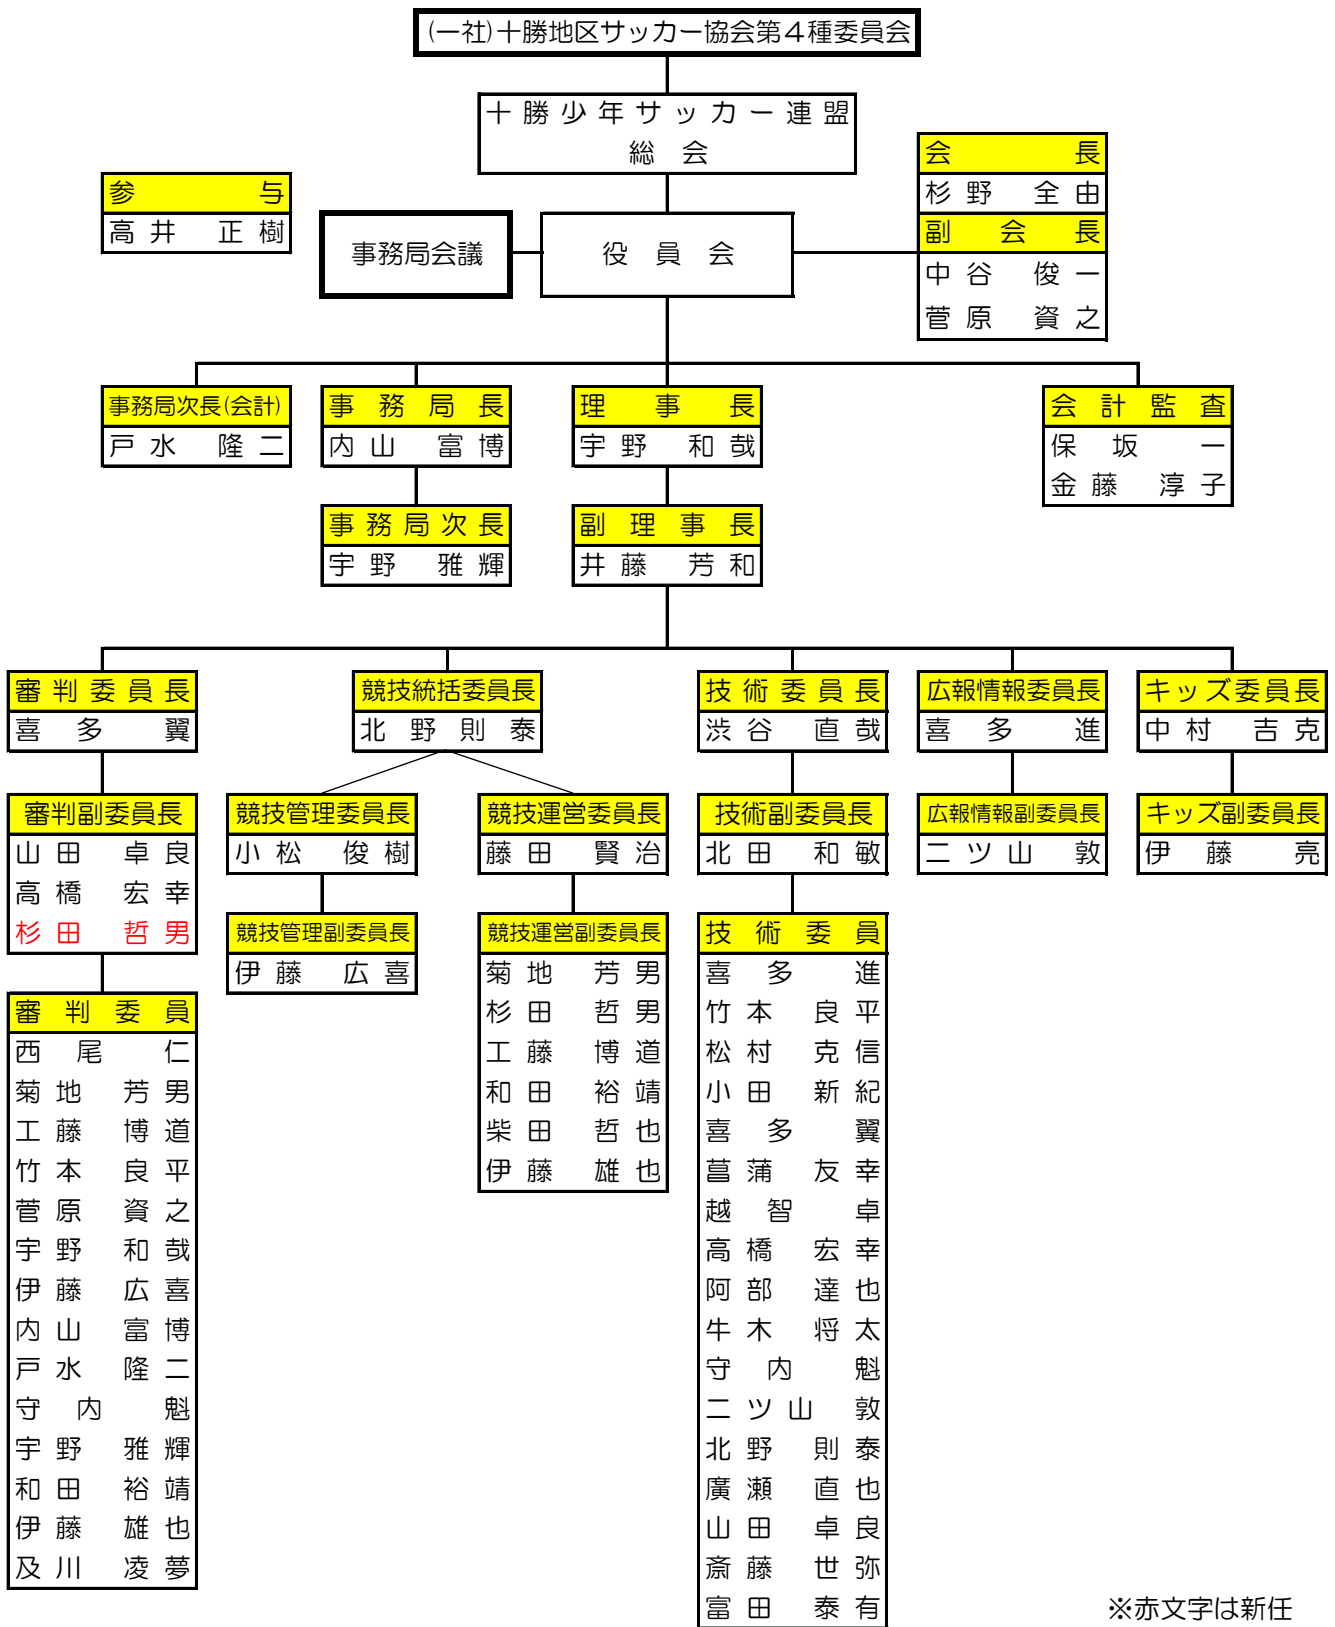 (一社)十勝地区サッカー協会第４種委員会
十勝少年サッカー連盟
総会
会長
杉野 全由
副会長
中谷 俊一
菅原 資之
参与
高井 正樹
事務局会議
役員会
事務局次長(会計)
戸水 隆二
事務局長
内山 富博
理事長
宇野 和哉
会計監査
保坂 一
金藤 淳子
事務局次長
宇野 雅輝
副理事長
井藤 芳和
審判委員長
喜多 翼
競技統括委員長
北野則泰
技術委員長
渋谷 直哉
広報情報委員長
喜多 進
キッズ委員長
中村 吉克
審判副委員長
山田 卓良
高橋 宏幸
杉田 哲男
競技管理委員長
小松 俊樹
競技運営委員長
藤田 賢治
技術副委員長
北田 和敏
広報情報副委員長
二ツ山 敦
キッズ副委員長
伊藤 亮
競技管理副委員長
伊藤 広喜
競技運営副委員長
菊地 芳男
杉田 哲男
工藤 博道
和田 裕靖
柴田 哲也
伊藤 雄也
技術委員
喜多 進
竹本 良平
松村 克信
小田 新紀
喜多 翼
菖蒲 友幸
越智 卓
高橋 宏幸
阿部 達也
牛木 将太
守内 魁
二ツ山 敦
北野 則泰
廣瀬 直也
山田 卓良
斎藤 世弥
富田 泰有
審判委員
西尾 仁
菊地 芳男
工藤 博道
竹本 良平
菅原 資之
宇野 和哉
伊藤 広喜
内山 富博
戸水 隆二
守内 魁
宇野 雅輝
和田 裕靖
伊藤 雄也
及川 凌夢
※赤文字は新任